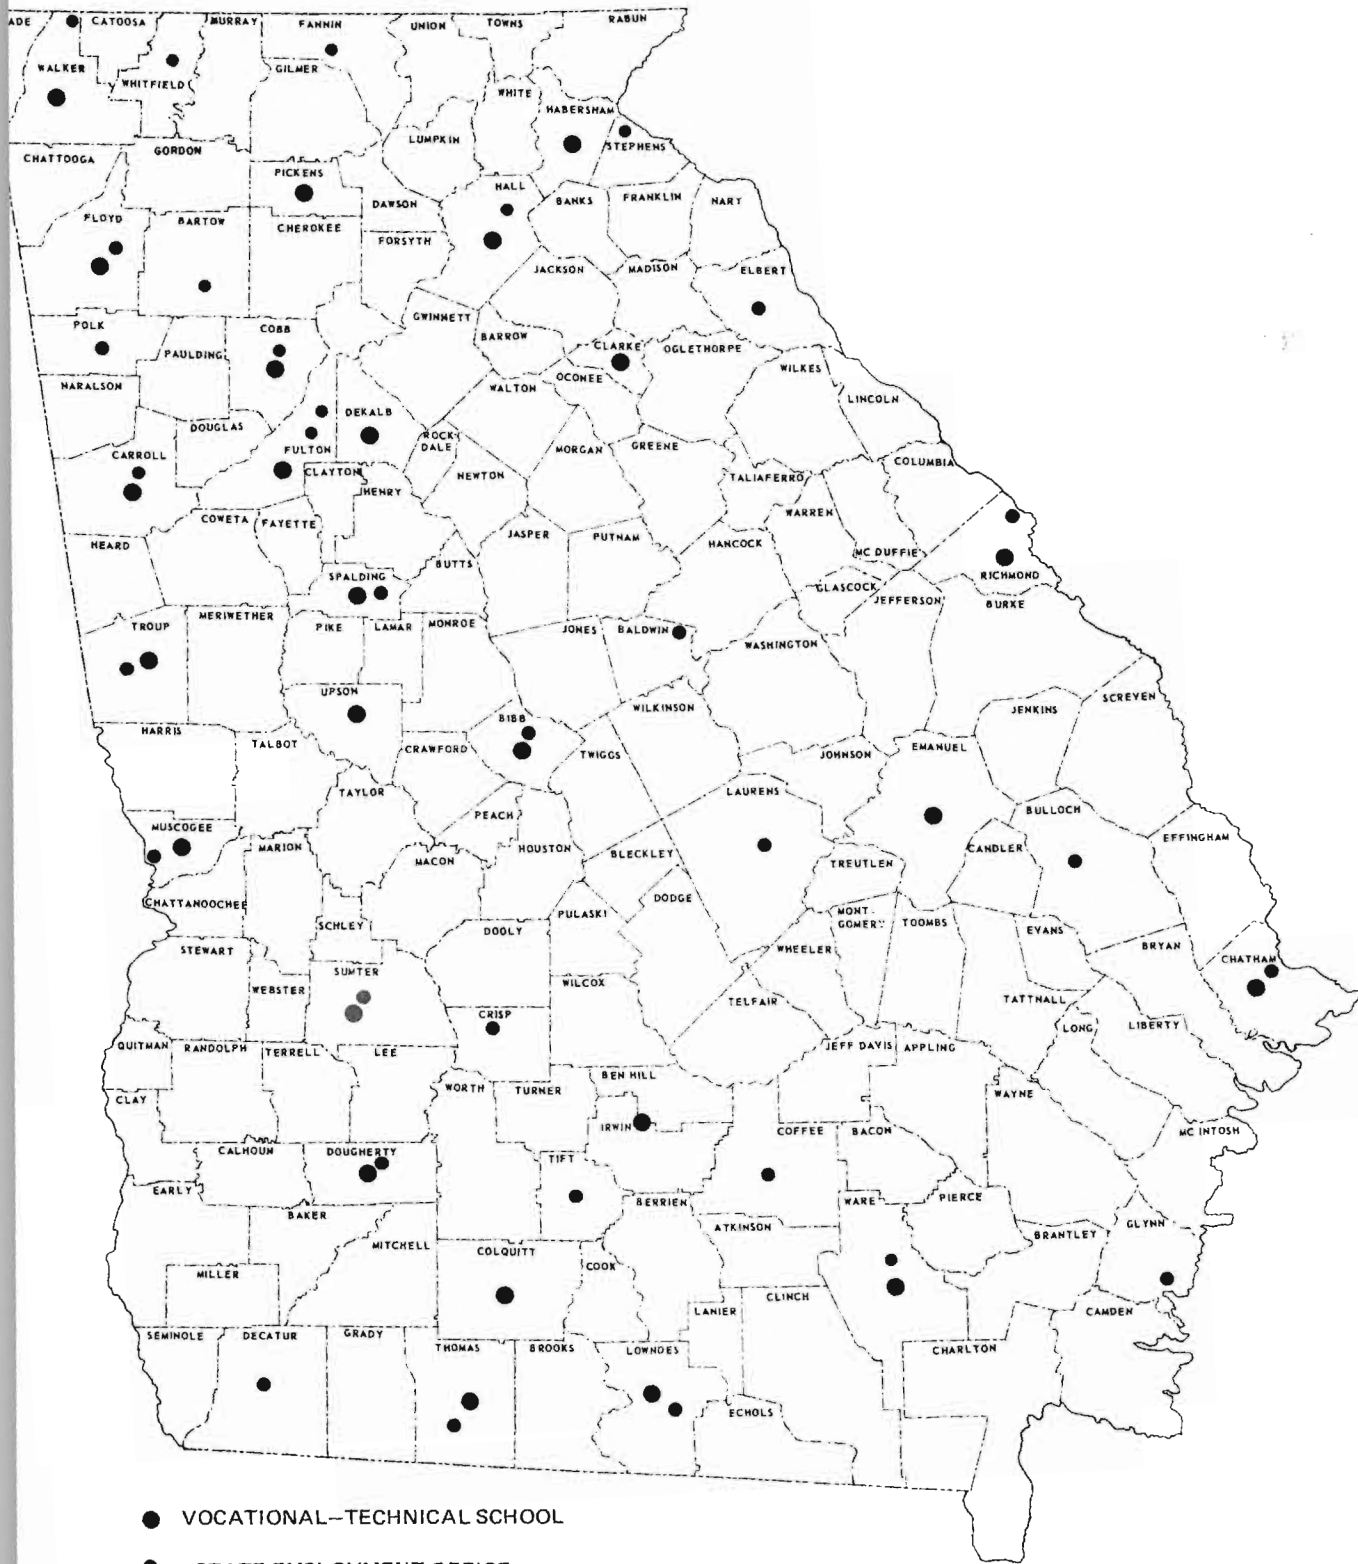 ADE
CATOOSA
MURRAY
FANNIN
UNION
TOWNS
RABUN
WALKER
WHITFIELD
GILMER
WHITE
HABERSHAM
LUMPKIN
STEPHENS
CHATTOOGA
GORDON
PICKENS
HALL
DAWSON
BANKS
FRANKLIN
NARY
FLOYD
BARTOW
CHEROKEE
FORSYTH
JACKSON
MADISON
ELBERT
POLK
PAULDING
COBB
GWINNETT
BARROW
CLARKE
OGLETHORPE
OCONEE
WALTON
WILKES
LINCOLN
NARALSON
DOUGLAS
DEKALB
FULTON
ROCK
DALE
CARROLL
CLAYTON
HENRY
NEWTON
MORGAN
GREENE
TALIAFERRO
COLUMBIA
WARREN
COWETA
FAYETTE
HEARD
BUTTS
JASPER
PUTNAM
HANCOCK
MC DUFFIE
RICHMOND
SPALDING
GLASCOCK
JEFFERSON
BURKE
TROUP
MERIWETHER
PIKE
LAMAR
MONROE
JONES
BALDWIN
WASHINGTON
UPSON
WILKINSON
JENKINS
SCREVEN
HARRIS
TALBOT
CRAWFORD
BIBB
TWIGGS
JOHNSON
EMANUEL
TAYLOR
PEACH
LAURENS
BULLOCH
EFFINGHAM
MUSCOGEE
MARION
MACON
HOUSTON
BLECKLEY
TREUTLEN
CANDLER
CHATTANOOCHEE
SCHLEY
DOOLY
PULASKI
DODGE
MONT-
GOMERY
WHEELER
TOOMBS
EVANS
BRYAN
STEWART
WEBSTER
SUMTER
CRISP
WILCOX
TELFAIR
TATTNALL
CHATHAM
QUITMAN
RANDOLPH
TERRELL
LEE
JEFF DAVIS
APPLING
LONG
LIBERTY
CLAY
WORTH
TURNER
BEN HILL
IRWIN
COFFEE
BACON
WAYNE
MC INTOSH
EARLY
CALHOUN
DOUGHERTY
TIFT
BERRIEN
WARE
PIERCE
BAKER
MITCHELL
COLQUITT
COOK
ATKINSON
BRANTLEY
GLYNN
MILLER
LANIER
CLINCH
CAMDEN
SEMINOLE
DECATUR
GRADY
THOMAS
BROOKS
LOWNDES
CHARLTON
ECHOLS
VOCATIONAL–TECHNICAL SCHOOL